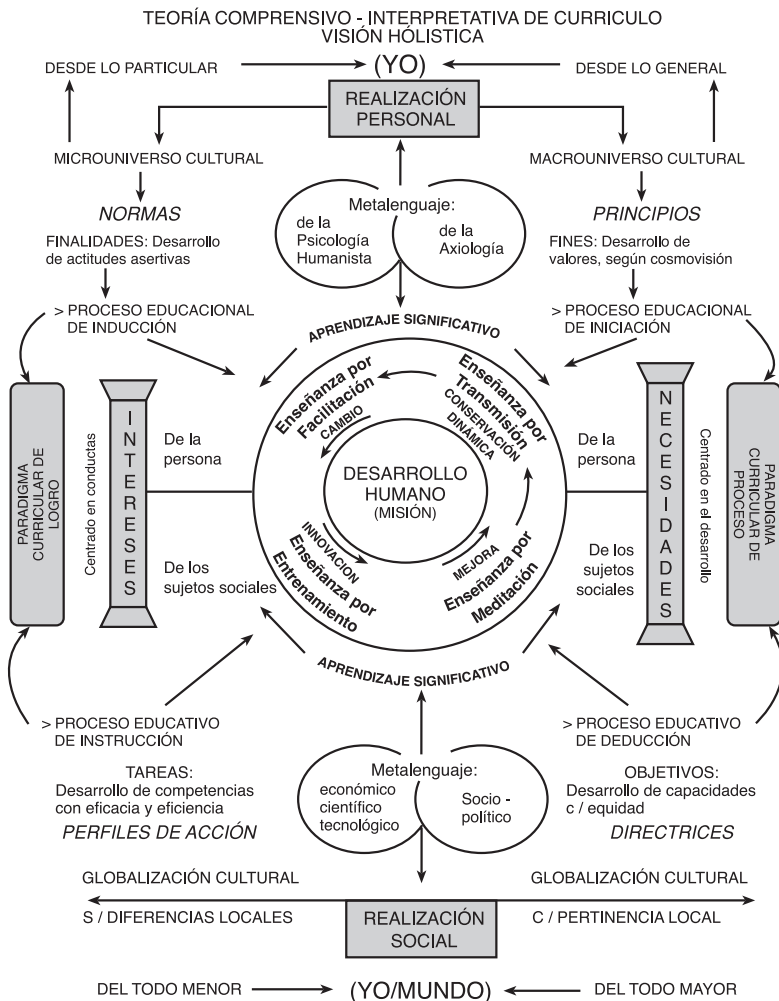 TEORÍA COMPRENSIVO - INTERPRETATIVA DE CURRICULO
VISIÓN HÓLISTICA
DESDE LO PARTICULAR
(YO)
DESDE LO GENERAL
REALIZACIÓN
PERSONAL
MICROUNIVERSO CULTURAL
MACROUNIVERSO CULTURAL
NORMAS
FINALIDADES: Desarrollo
de actitudes asertivas
Metalenguaje:
de la
Psicología
Humanista
de la
Axiología
PRINCIPIOS
FINES: Desarrollo de
valores, según cosmovisión
> PROCESO EDUCACIONAL
DE INDUCCIÓN
> PROCESO EDUCACIONAL
DE INICIACIÓN
APRENDIZAJE SIGNIFICATIVO
PARADIGMA
CURRICULAR DE
LOGRO
Centrado en conductas
INTERESES
De la
persona
De los
sujetos sociales
Enseñanza por
Facilitación
CAMBIO
Enseñanza por
Transmisión
CONSERVACIÓN
DINÁMICA
DESARROLLO
HUMANO
(MISIÓN)
INNOVACION
Enseñanza por
Entrenamiento
MEJORA
Enseñanza por
Meditación
De la
persona
De los
sujetos
sociales
NECESIDADES
Centrado en el desarrollo
PARADIGMA
CURRICULAR DE
PROCESO
APRENDIZAJE SIGNIFICATIVO
> PROCESO EDUCATIVO
DE INSTRUCCIÓN
> PROCESO EDUCATIVO
DE DEDUCCIÓN
TAREAS:
Desarrollo de competencias
con eficacia y eficiencia
PERFILES DE ACCIÓN
Metalenguaje:
económico
científico
tecnológico
Socio -
político
OBJETIVOS:
Desarrollo de capacidades
c / equidad
DIRECTRICES
GLOBALIZACIÓN CULTURAL
GLOBALIZACIÓN CULTURAL
S / DIFERENCIAS LOCALES
REALIZACIÓN
SOCIAL
C / PERTINENCIA LOCAL
DEL TODO MENOR
(YO/MUNDO)
DEL TODO MAYOR